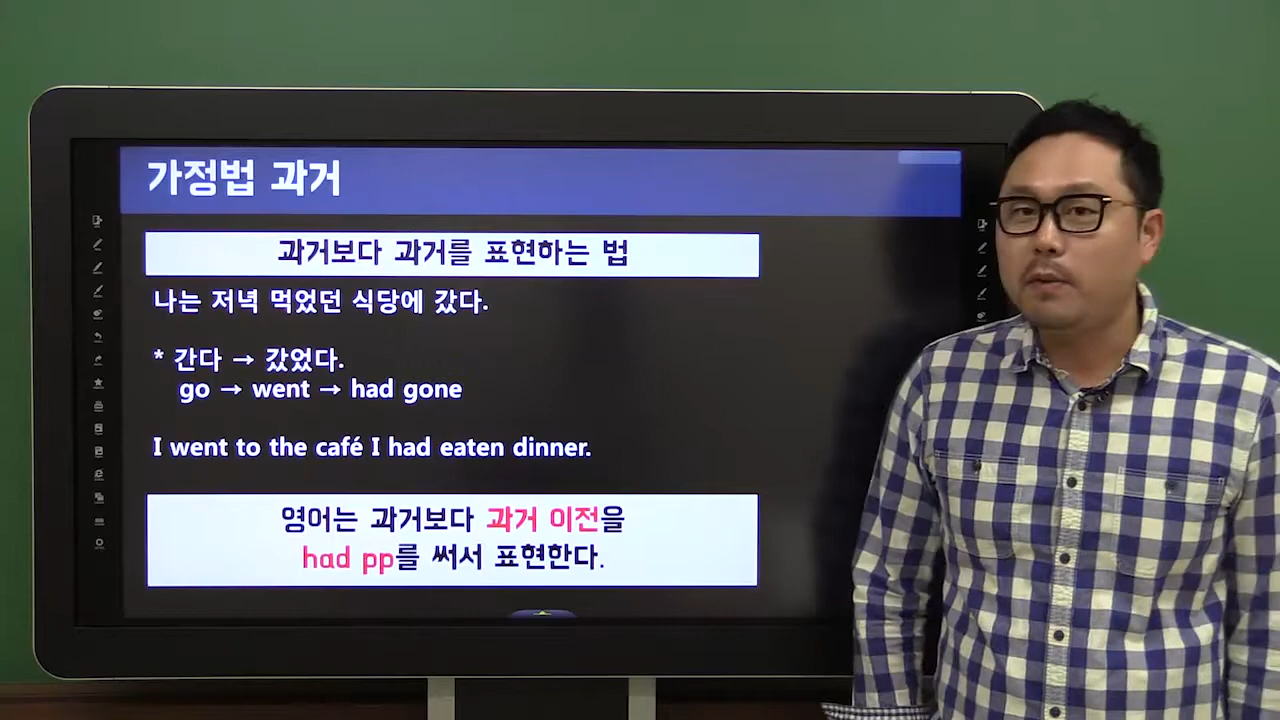 가정법 과거
과거보다 과거를 표현하는 법
나는 저녁 먹었던 식당에 갔다.
* 간다 → 갔었다.
go → went → had gone
I went to the café I had eaten dinner.
영어는 과거보다 과거 이전을
had pp를 써서 표현한다.